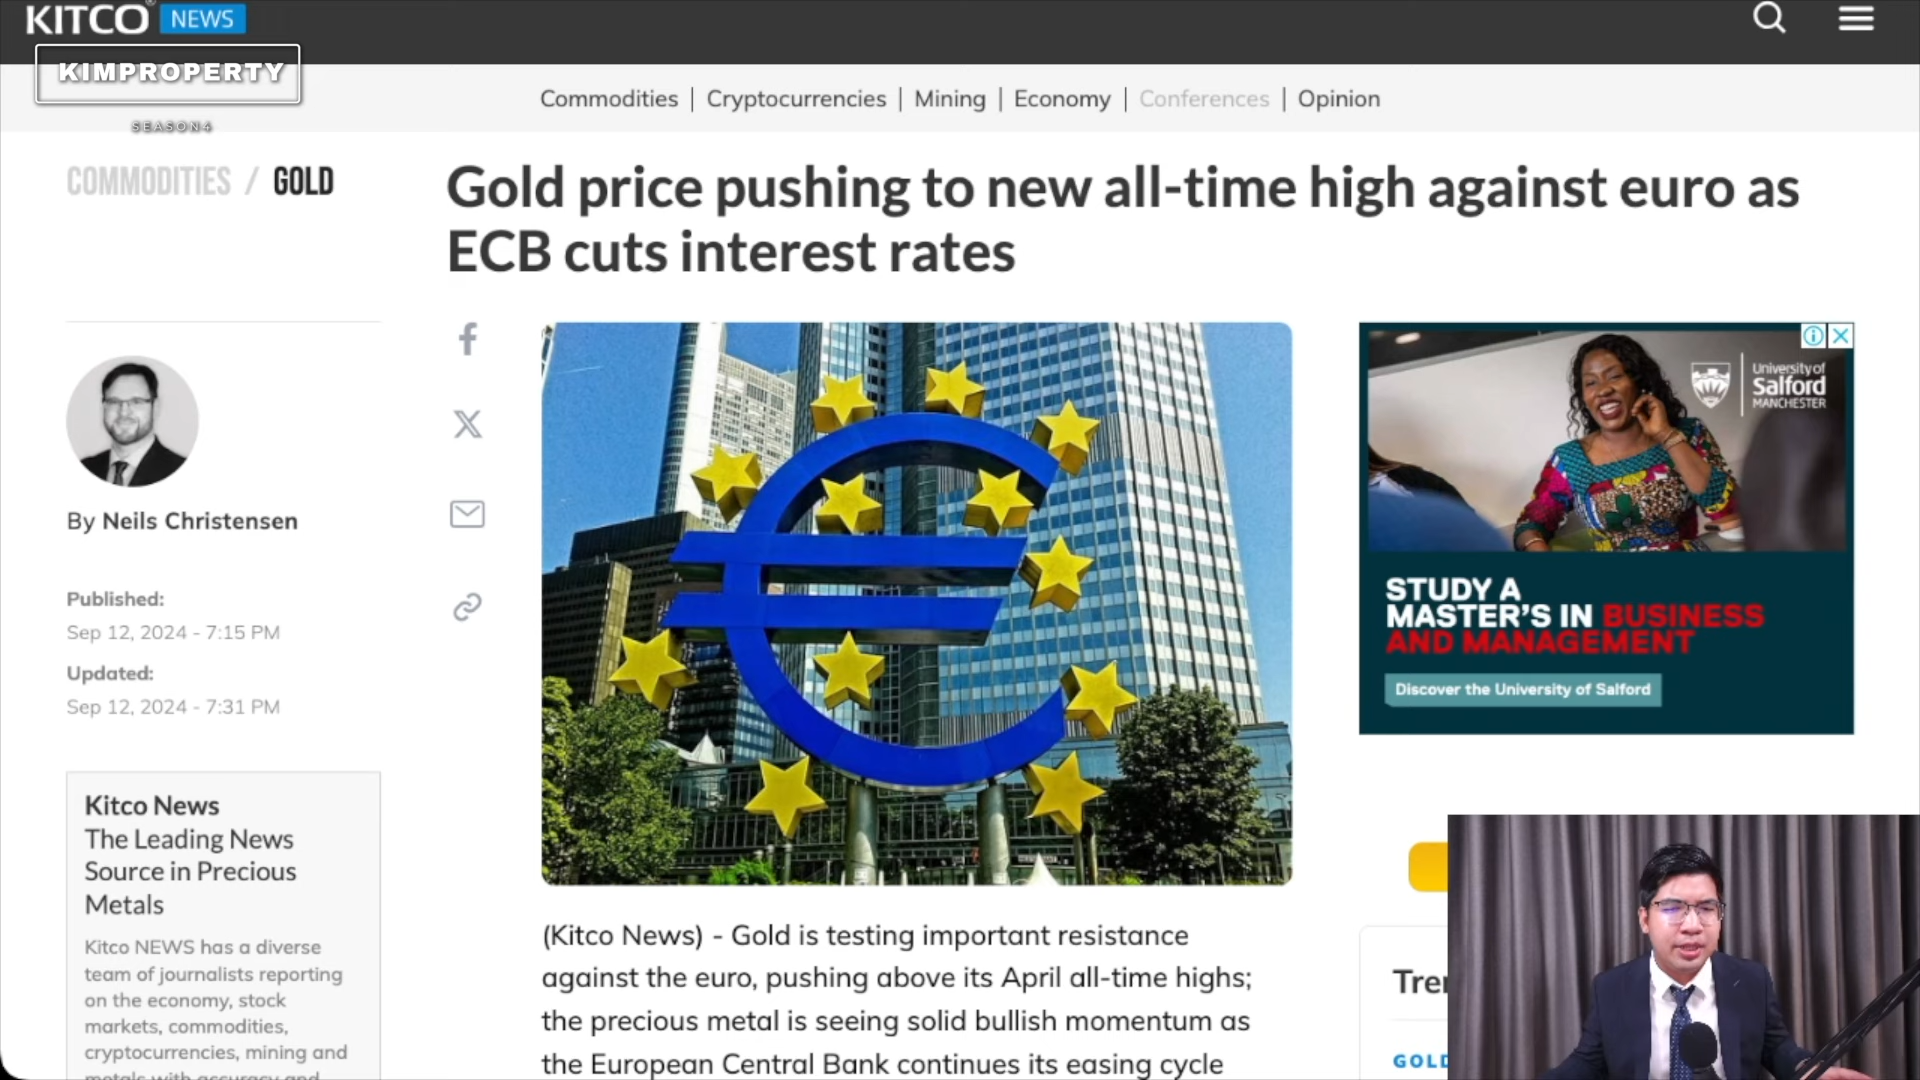 KITCO NEWS
KIMPROPERTY
SEASON4
Commodities | Cryptocurrencies | Mining | Economy | Conferences | Opinion
COMMODITIES / GOLD
Gold price pushing to new all-time high against euro as
ECB cuts interest rates
By Neils Christensen
Published:
Sep 12, 2024 - 7:15 PM
Updated:
Sep 12, 2024 - 7:31 PM
Kitco News
The Leading News
Source in Precious
Metals
Kitco NEWS has a diverse
team of journalists reporting
on the economy, stock
markets, commodities,
cryptocurrencies, mining and
metals with accuracy and
(Kitco News) - Gold is testing important resistance
against the euro, pushing above its April all-time highs;
the precious metal is seeing solid bullish momentum as
the European Central Bank continues its easing cycle
University of
Salford
MANCHESTER
STUDY A
MASTER'S IN BUSINESS
AND MANAGEMENT
Discover the University of Salford
GOLD